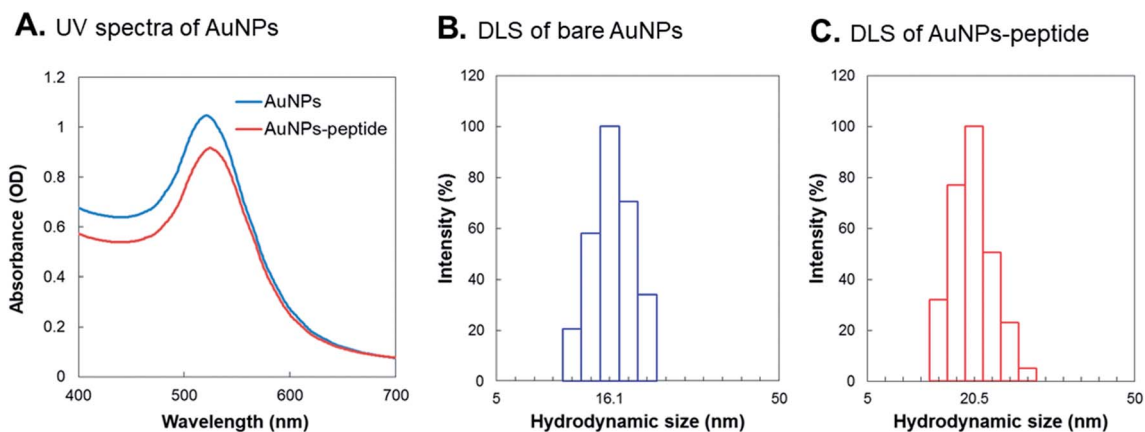 A. UV spectra of AuNPs
1.2
1
0.8
0.6
0.4
0.2
0
400
500
600
700
Absorbance (OD)
Wavelength (nm)
AuNPs
AuNPs-peptide
B. DLS of bare AuNPs
120
100
80
60
40
20
0
5
16.1
50
Intensity (%)
Hydrodynamic size (nm)
C. DLS of AuNPs-peptide
120
100
80
60
40
20
0
5
20.5
50
Intensity (%)
Hydrodynamic size (nm)